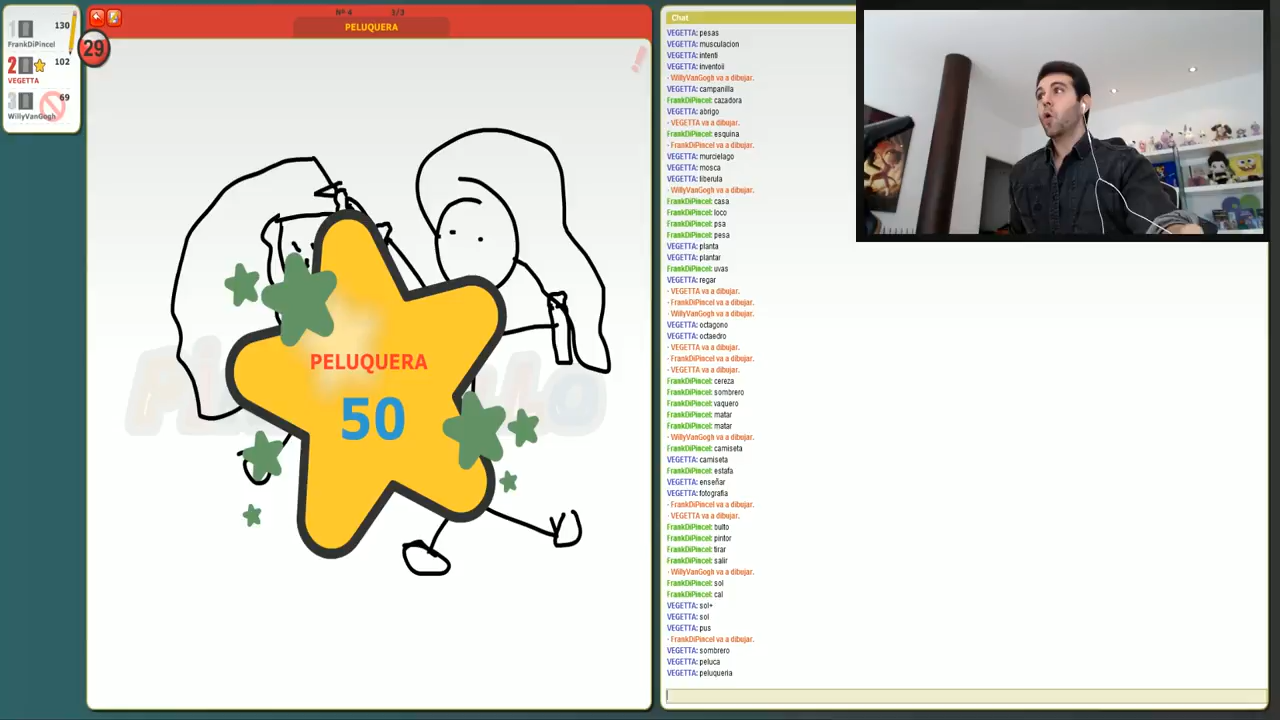 1
130
FrankDiPincel
2
102
VEGETTA
3
69
WillyVanGogh
29
Nº 4 3/3
PELUQUERA
PELUQUERA
50
Chat
VEGETTA: pesas
VEGETTA: musculacion
VEGETTA: intenti
VEGETTA: inventoii
· WillyVanGogh va a dibujar.
VEGETTA: campanilla
FrankDiPincel: cazadora
VEGETTA: abrigo
· VEGETTA va a dibujar.
FrankDiPincel: esquina
· FrankDiPincel va a dibujar.
VEGETTA: murcielago
VEGETTA: mosca
VEGETTA: liberula
· WillyVanGogh va a dibujar.
FrankDiPincel: casa
FrankDiPincel: loco
FrankDiPincel: psa
FrankDiPincel: pesa
VEGETTA: planta
VEGETTA: plantar
FrankDiPincel: uvas
VEGETTA: regar
· VEGETTA va a dibujar.
· FrankDiPincel va a dibujar.
· WillyVanGogh va a dibujar.
VEGETTA: octagono
VEGETTA: octaedro
· VEGETTA va a dibujar.
· FrankDiPincel va a dibujar.
· VEGETTA va a dibujar.
FrankDiPincel: cereza
FrankDiPincel: sombrero
FrankDiPincel: vaquero
FrankDiPincel: matar
FrankDiPincel: matar
· WillyVanGogh va a dibujar.
FrankDiPincel: camiseta
VEGETTA: camiseta
FrankDiPincel: estafa
VEGETTA: enseñar
VEGETTA: fotografia
· FrankDiPincel va a dibujar.
· VEGETTA va a dibujar.
FrankDiPincel: bulto
FrankDiPincel: pintor
FrankDiPincel: tirar
FrankDiPincel: salir
· WillyVanGogh va a dibujar.
FrankDiPincel: sol
FrankDiPincel: cal
VEGETTA: sol+
VEGETTA: sol
VEGETTA: pus
· FrankDiPincel va a dibujar.
VEGETTA: sombrero
VEGETTA: peluca
VEGETTA: peluqueria